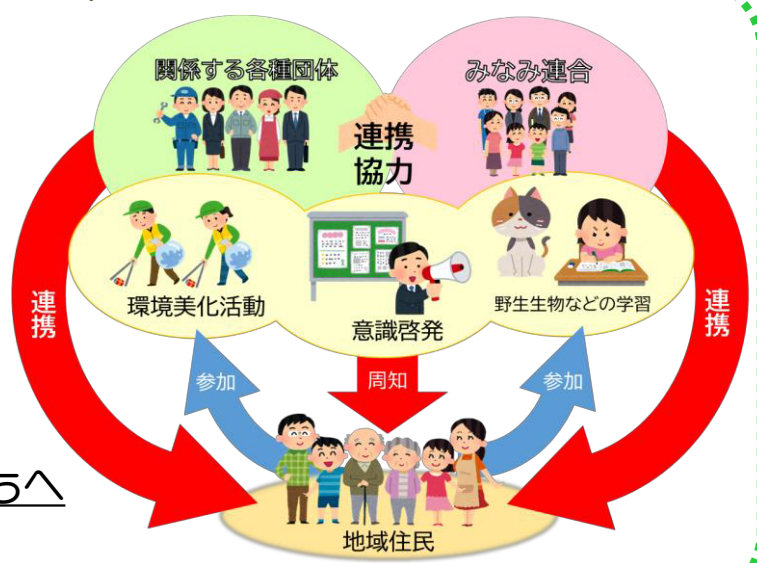 関係する各種団体
みなみ連合
連携
協力
環境美化活動
意識啓発
野生生物などの学習
連携
連携
参加
周知
参加
地域住民
へ